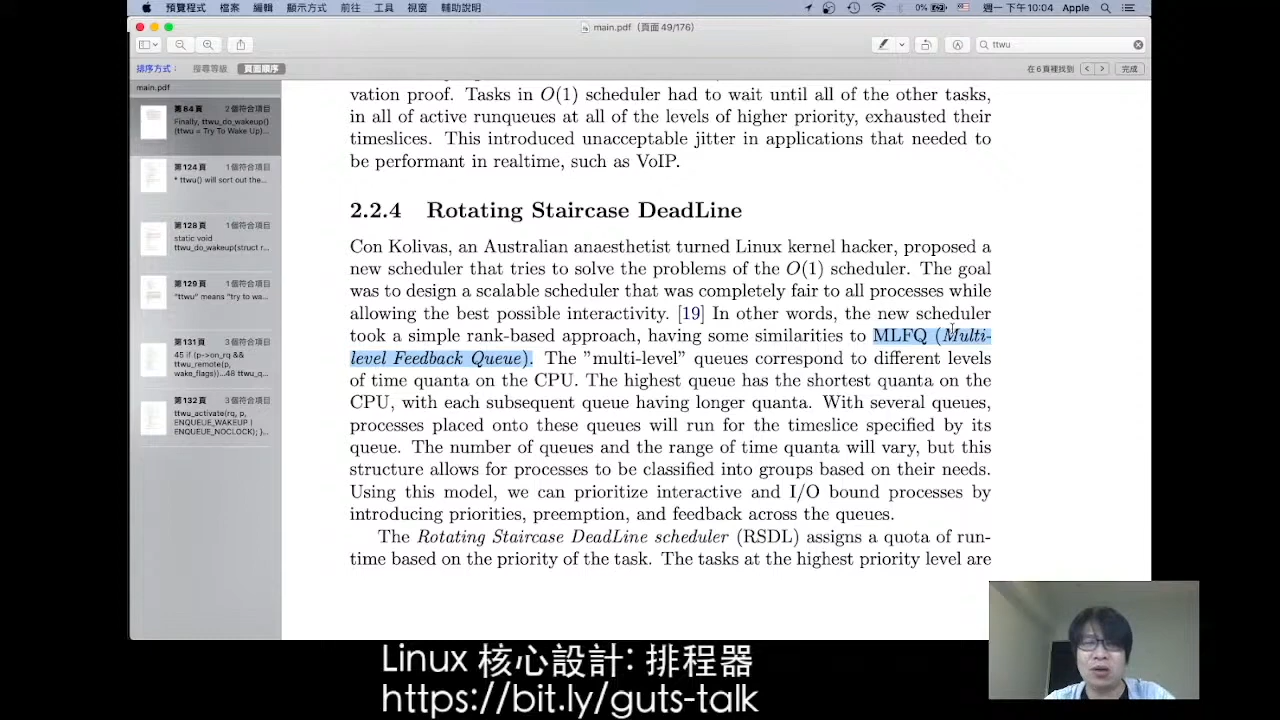 預覽程式 檔案 編輯 顯示方式 前往 工具 視窗 輔助說明 0% 週一 下午10:04 Apple
main.pdf (頁面 49/176)
ttwu
排序方式： 搜尋等級 頁面順序 在 6 頁裡找到 完成
main.pdf
第 84 頁 2 個符合項目
Finally, ttwu_do_wakeup()
(ttwu = Try To Wake Up)...
第 124 頁 1 個符合項目
* ttwu() will sort out the...
第 128 頁 1 個符合項目
static void
ttwu_do_wakeup(struct r...
第 129 頁 1 個符合項目
"ttwu" means "try to wa...
第 131 頁 3 個符合項目
45 if (p->on_rq &&
ttwu_remote(p,
wake_flags))...48 ttwu_q...
第 132 頁 3 個符合項目
ttwu_activate(rq, p,
ENQUEUE_WAKEUP |
ENQUEUE_NOCLOCK); }...
vation proof. Tasks in O(1) scheduler had to wait until all of the other tasks,
in all of active runqueues at all of the levels of higher priority, exhausted their
timeslices. This introduced unacceptable jitter in applications that needed to
be performant in realtime, such as VoIP.
2.2.4 Rotating Staircase DeadLine
Con Kolivas, an Australian anaesthetist turned Linux kernel hacker, proposed a
new scheduler that tries to solve the problems of the O(1) scheduler. The goal
was to design a scalable scheduler that was completely fair to all processes while
allowing the best possible interactivity. [19] In other words, the new scheduler
took a simple rank-based approach, having some similarities to MLFQ (Multi-
level Feedback Queue). The "multi-level" queues correspond to different levels
of time quanta on the CPU. The highest queue has the shortest quanta on the
CPU, with each subsequent queue having longer quanta. With several queues,
processes placed onto these queues will run for the timeslice specified by its
queue. The number of queues and the range of time quanta will vary, but this
structure allows for processes to be classified into groups based on their needs.
Using this model, we can prioritize interactive and I/O bound processes by
introducing priorities, preemption, and feedback across the queues.
The Rotating Staircase DeadLine scheduler (RSDL) assigns a quota of run-
time based on the priority of the task. The tasks at the highest priority level are
Linux 核心設計: 排程器
https://bit.ly/guts-talk